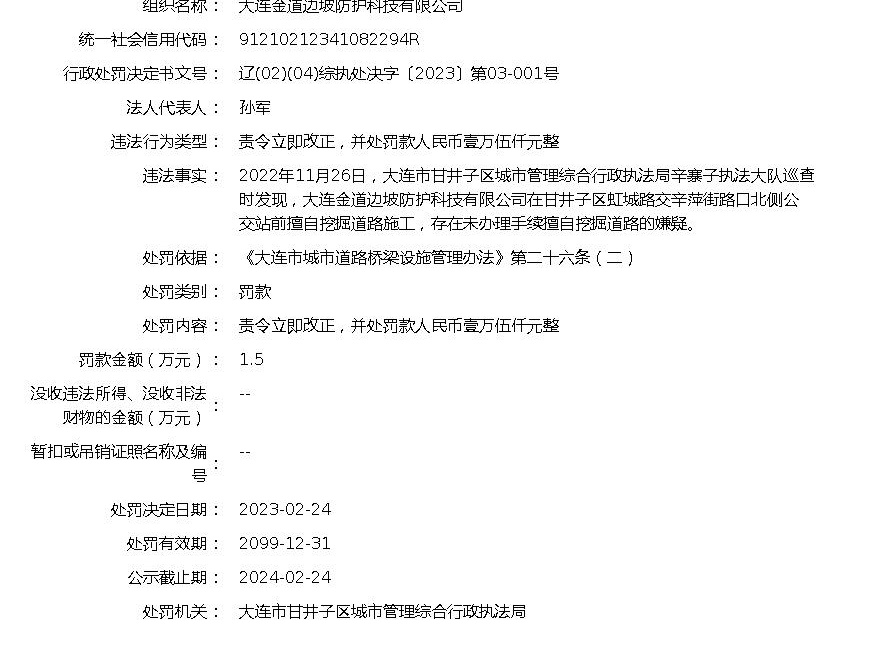 组织名称： 大连金道边坡防护科技有限公司
统一社会信用代码： 91210212341082294R
行政处罚决定书文号： 辽(02)(04)综执处决字〔2023〕第03-001号
法人代表人： 孙军
违法行为类型： 责令立即改正，并处罚款人民币壹万伍仟元整
违法事实： 2022年11月26日，大连市甘井子区城市管理综合行政执法局辛寨子执法大队巡查
时发现，大连金道边坡防护科技有限公司在甘井子区虹城路交辛萍街路口北侧公
交站前擅自挖掘道路施工，存在未办理手续擅自挖掘道路的嫌疑。
处罚依据： 《大连市城市道路桥梁设施管理办法》第二十六条（二）
处罚类别： 罚款
处罚内容： 责令立即改正，并处罚款人民币壹万伍仟元整
罚款金额（万元）： 1.5
没收违法所得、没收非法
财物的金额（万元）： --
暂扣或吊销证照名称及编
号： --
处罚决定日期： 2023-02-24
处罚有效期： 2099-12-31
公示截止期： 2024-02-24
处罚机关： 大连市甘井子区城市管理综合行政执法局